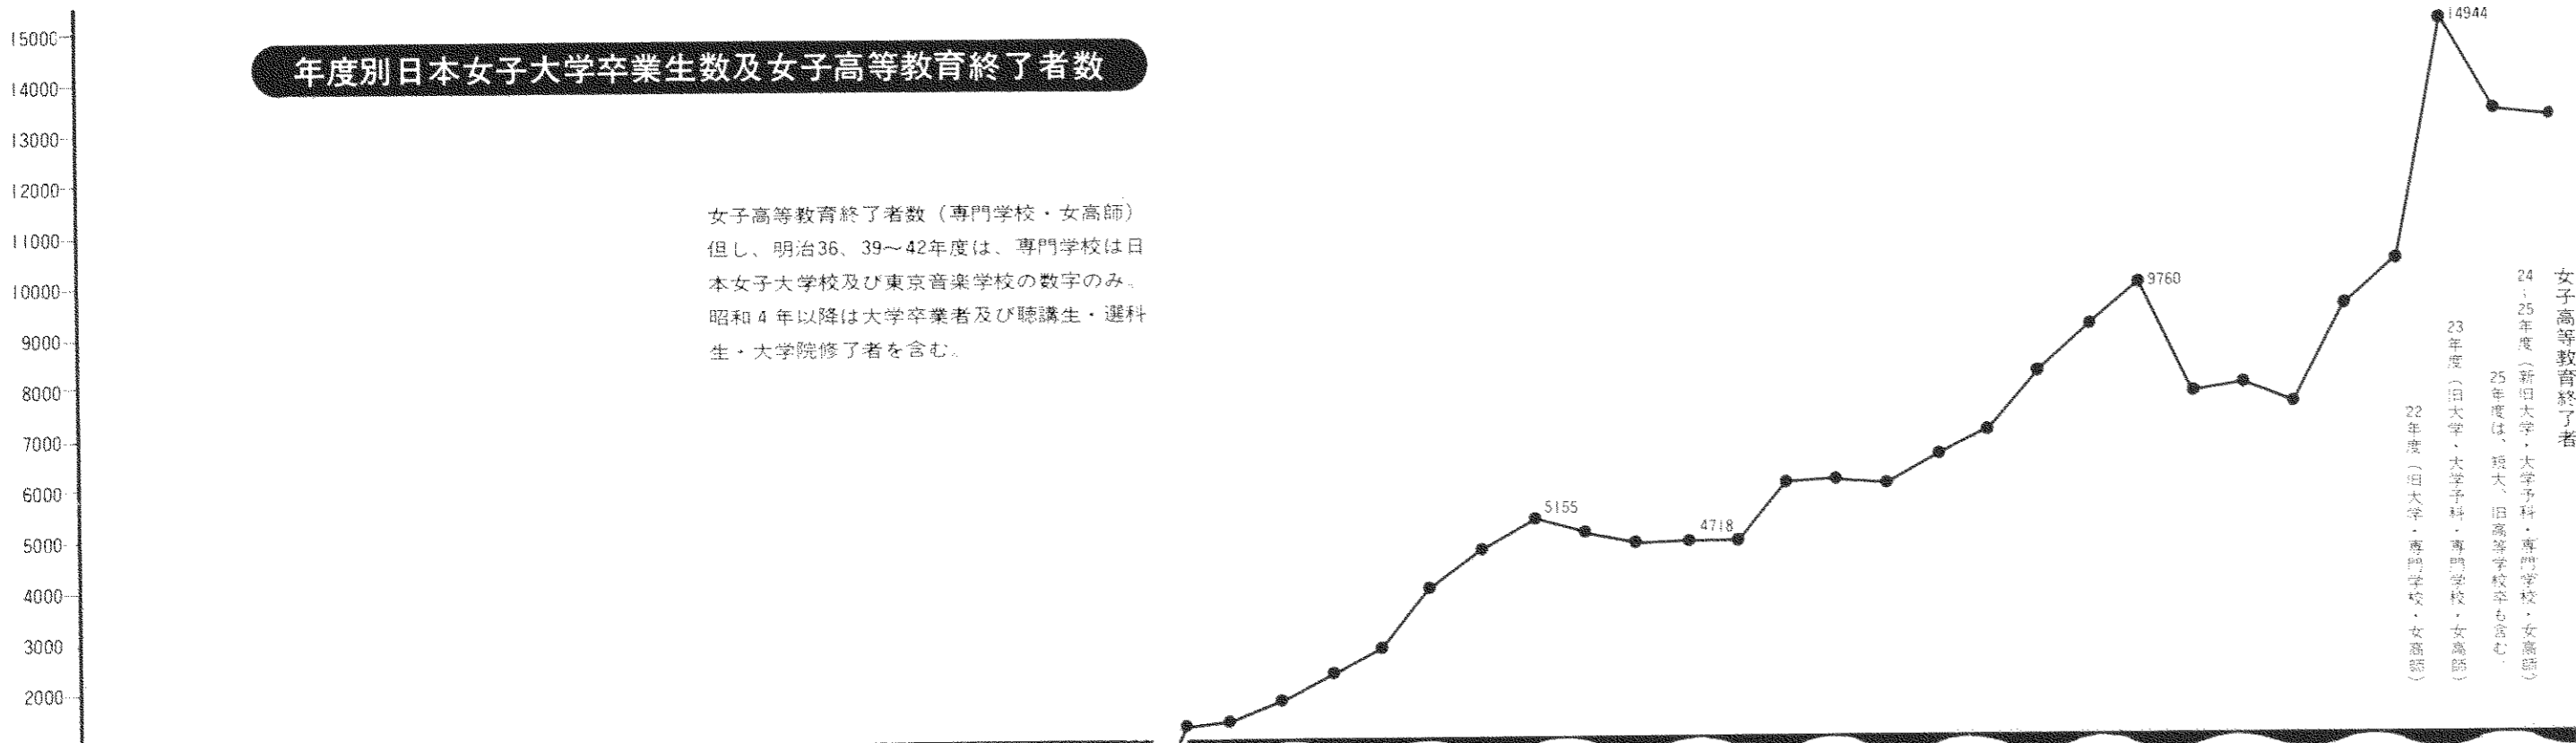 年度別日本女子大学卒業生数及女子高等教育終了者数
女子高等教育終了者数（専門学校・女高師）
但し、明治36、39〜42年度は、専門学校は日
本女子大学校及び東京音楽学校の数字のみ。
昭和4年以降は大学卒業者及び聴講生・選科
生・大学院修了者を含む。
15000
14000
13000
12000
11000
10000
9000
8000
7000
6000
5000
4000
3000
2000
5155
4718
9760
14944
女子高等教育終了者
24〜25年度（新旧大学・大学予科・専門学校・女高師）
25年度は、短大、旧高等学校卒も含む.
23年度（旧大学・大学予科・専門学校・女高師）
22年度（旧大学・専門学校・女高師）